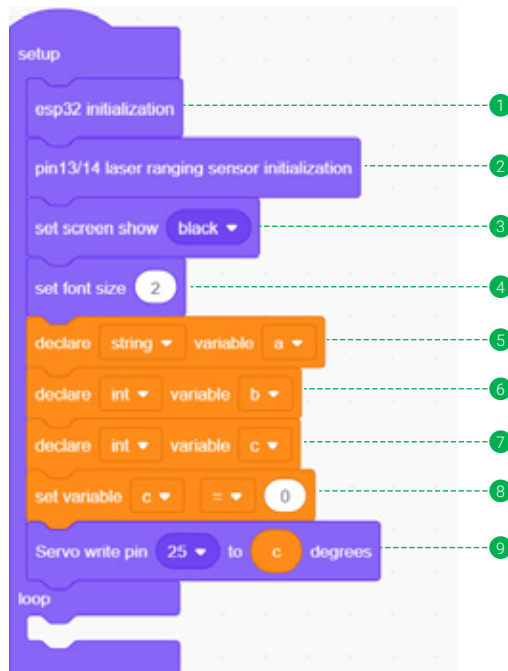 setup
esp32 initialization 1
pin13/14 laser ranging sensor initialization 2
set screen show black 3
set font size 2 4
declare string variable a 5
declare int variable b 6
declare int variable c 7
set variable c = 0 8
Servo write pin 25 to c degrees 9
loop